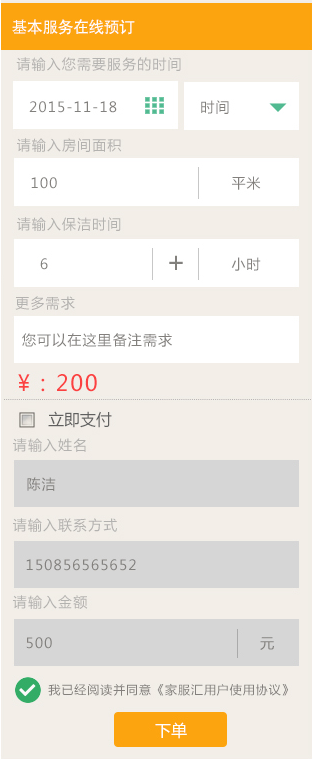 基本服务在线预订
请输入您需要服务的时间
2015-11-18 时间
请输入房间面积
100 平米
请输入保洁时间
6 + 小时
更多需求
您可以在这里备注需求
¥：200
立即支付
请输入姓名
陈洁
请输入联系方式
150856565652
请输入金额
500 元
我已经阅读并同意《家服汇用户使用协议》
下单